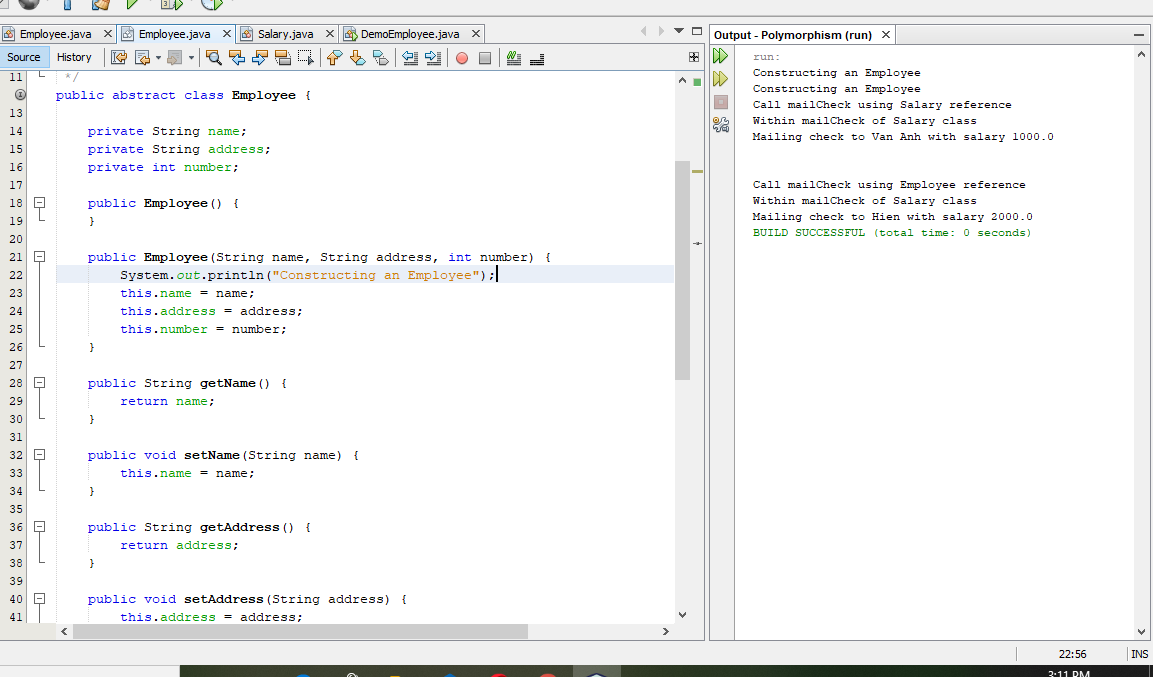 Employee.java Employee.java Salary.java DemoEmployee.java
Source History
11 */
public abstract class Employee {
13
14 private String name;
15 private String address;
16 private int number;
17
18 public Employee() {
19 }
20
21 public Employee(String name, String address, int number) {
22 System.out.println("Constructing an Employee");
23 this.name = name;
24 this.address = address;
25 this.number = number;
26 }
27
28 public String getName() {
29 return name;
30 }
31
32 public void setName(String name) {
33 this.name = name;
34 }
35
36 public String getAddress() {
37 return address;
38 }
39
40 public void setAddress(String address) {
41 this.address = address;
Output - Polymorphism (run)
run:
Constructing an Employee
Constructing an Employee
Call mailCheck using Salary reference
Within mailCheck of Salary class
Mailing check to Van Anh with salary 1000.0
Call mailCheck using Employee reference
Within mailCheck of Salary class
Mailing check to Hien with salary 2000.0
BUILD SUCCESSFUL (total time: 0 seconds)
22:56 INS
3:11 PM